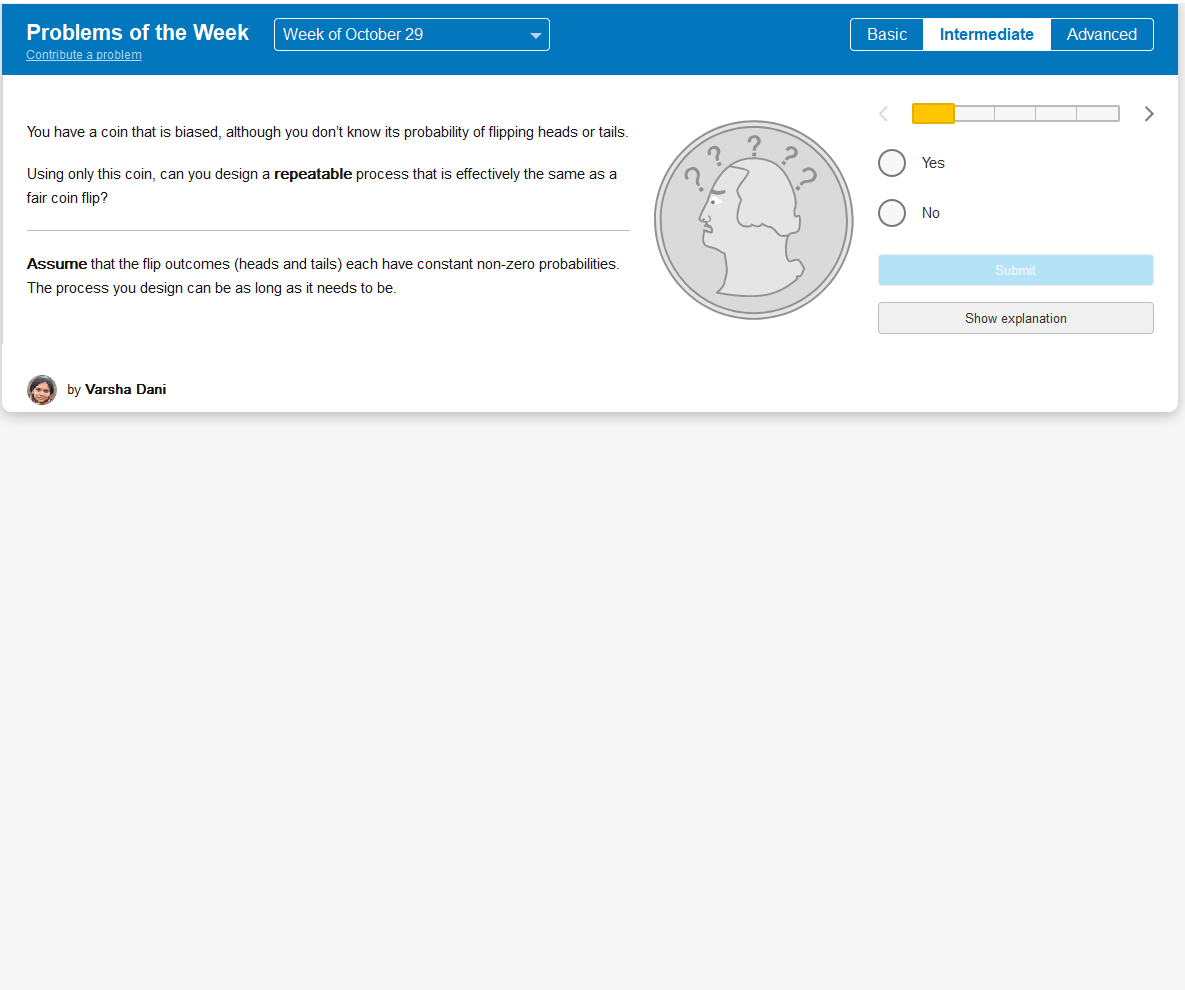 Problems of the Week
Contribute a problem
Week of October 29
Basic
Intermediate
Advanced
You have a coin that is biased, although you don’t know its probability of flipping heads or tails.
Using only this coin, can you design a repeatable process that is effectively the same as a
fair coin flip?
Assume that the flip outcomes (heads and tails) each have constant non-zero probabilities.
The process you design can be as long as it needs to be.
? ? ? ? ?
Yes
No
Submit
Show explanation
by Varsha Dani